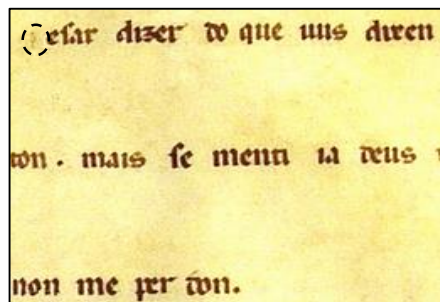 esar dizer do que uus diren
don. mais se menti ia deus
non me per don.